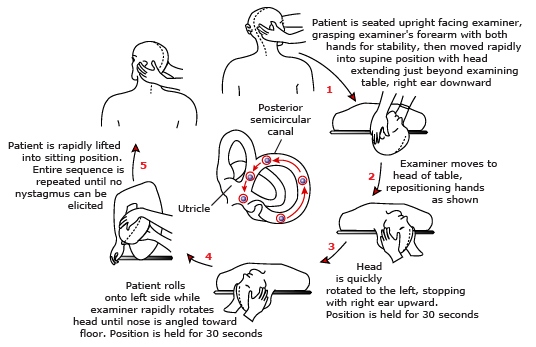 Patient is seated upright facing examiner,
grasping examiner's forearm with both
hands for stability, then moved rapidly
into supine position with head
extending just beyond examining
table, right ear downward
1
Posterior
semicircular
canal
Utricle
Examiner moves to
head of table,
repositioning hands
as shown
2
3
Head
is quickly
rotated to the left, stopping
with right ear upward.
Position is held for 30 seconds
4
Patient rolls
onto left side while
examiner rapidly rotates
head until nose is angled toward
floor. Position is held for 30 seconds
5
Patient is rapidly lifted
into sitting position.
Entire sequence is
repeated until no
nystagmus can be
elicited